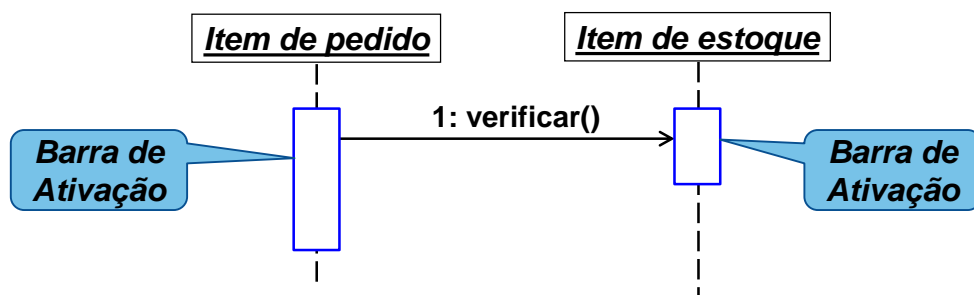 Item de pedido
Item de estoque
1: verificar()
Barra de
Ativação
Barra de
Ativação